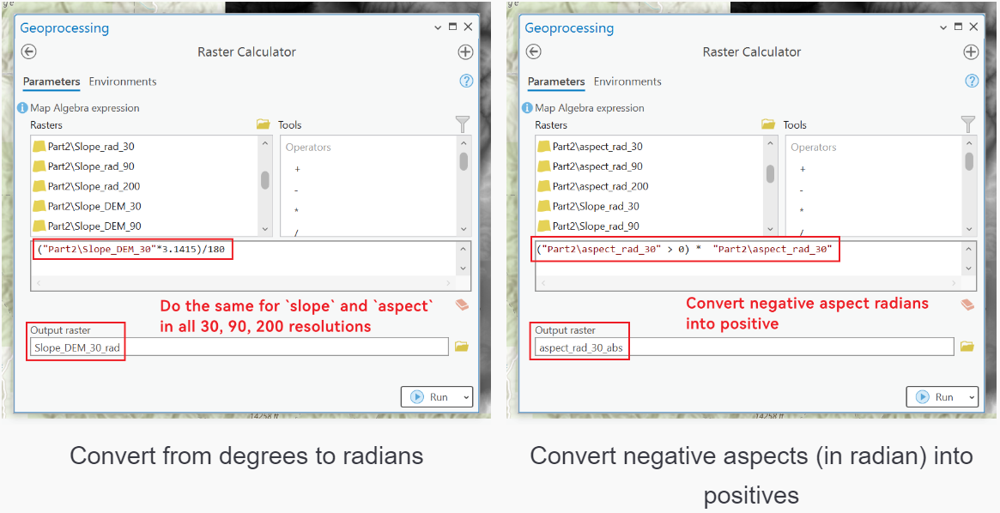 Geoprocessing
Raster Calculator
Parameters Environments
Map Algebra expression
Rasters
Tools
Part2\Slope_rad_30
Part2\Slope_rad_90
Part2\Slope_rad_200
Part2\Slope_DEM_30
Part2\Slope_DEM_90
Operators
+
-
*
/
("Part2\Slope_DEM_30"*3.1415)/180
Do the same for `slope` and `aspect`
in all 30, 90, 200 resolutions
Output raster
Slope_DEM_30_rad
Run
14258 ft
Convert from degrees to radians
Geoprocessing
Raster Calculator
Parameters Environments
Map Algebra expression
Rasters
Tools
Part2\aspect_rad_30
Part2\aspect_rad_90
Part2\aspect_rad_200
Part2\Slope_rad_30
Part2\Slope_rad_90
Operators
+
-
*
/
("Part2\aspect_rad_30" > 0) * "Part2\aspect_rad_30"
Convert negative aspect radians
into positive
Output raster
aspect_rad_30_abs
Run
14258 ft
Convert negative aspects (in radian) into
positives